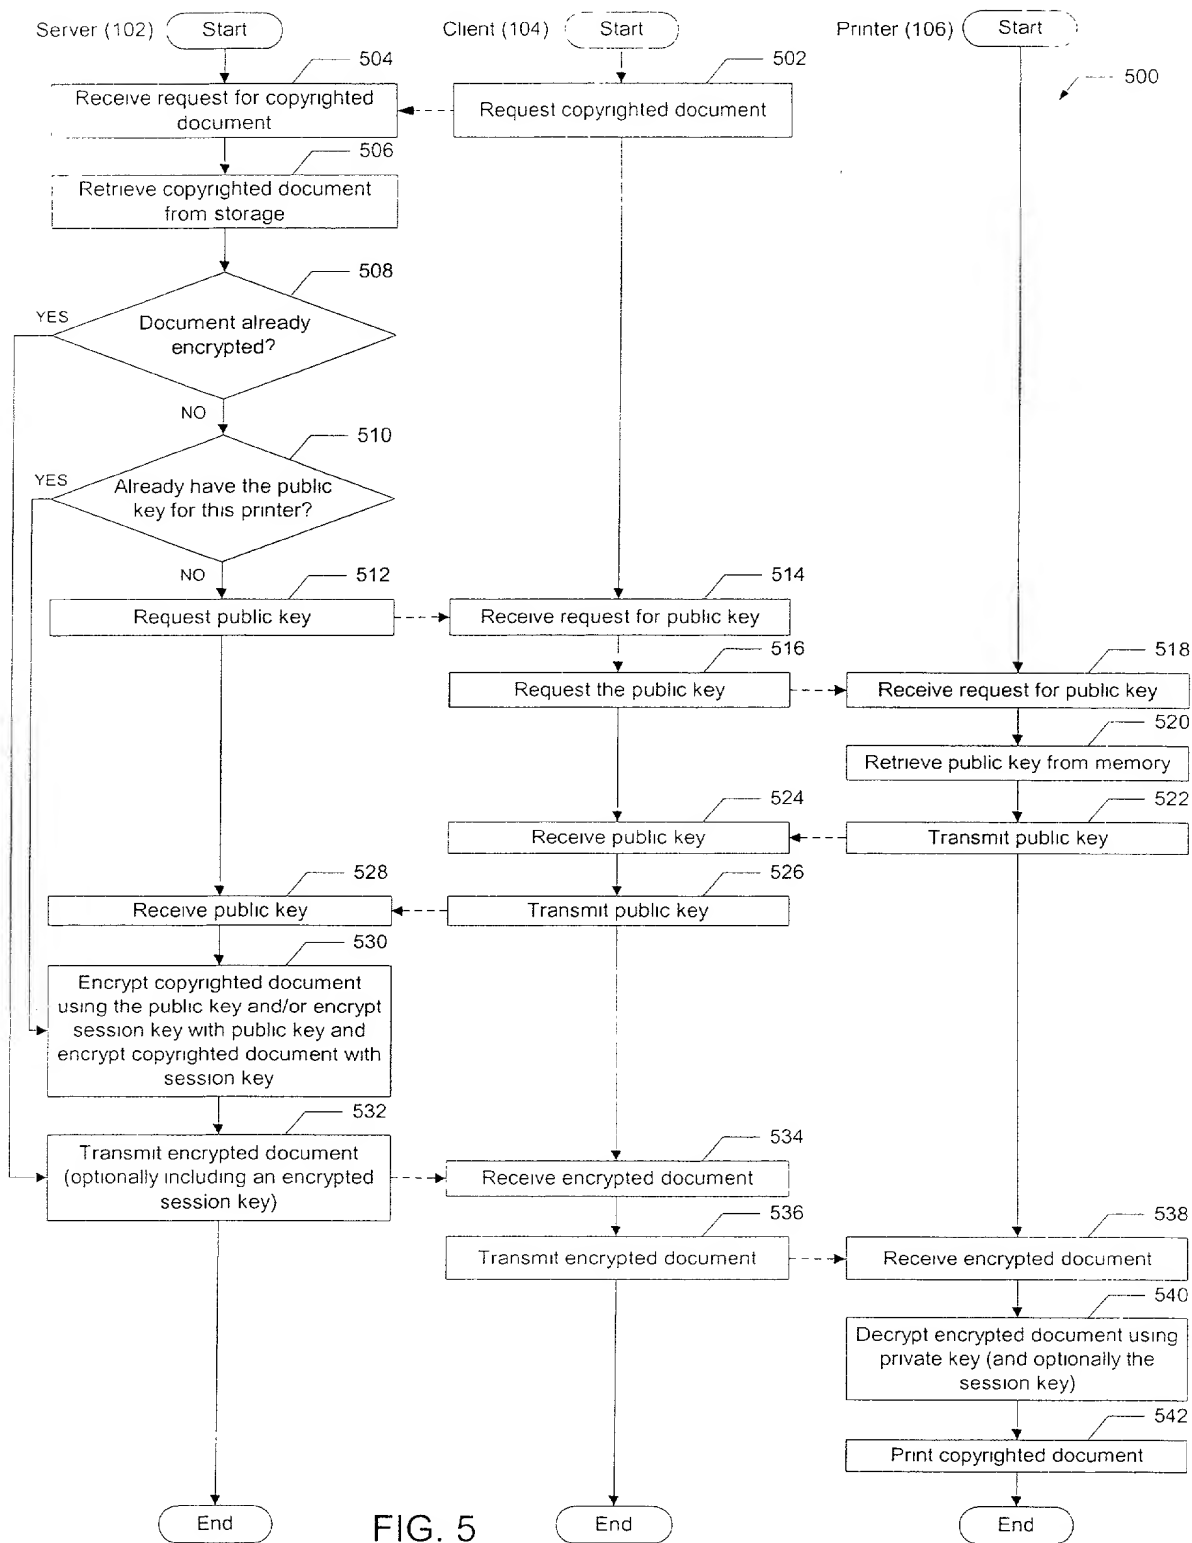 Server (102)
Start
Client (104)
Start
Printer (106)
Start
504
502
500
Receive request for copyrighted
document
Request copyrighted document
506
Retrieve copyrighted document
from storage
508
YES
Document already
encrypted?
NO
510
YES
Already have the public
key for this printer?
NO
512
514
Request public key
Receive request for public key
516
518
Request the public key
Receive request for public key
520
Retrieve public key from memory
524
522
Receive public key
Transmit public key
528
526
Receive public key
Transmit public key
530
Encrypt copyrighted document
using the public key and/or encrypt
session key with public key and
encrypt copyrighted document with
session key
532
534
Transmit encrypted document
(optionally including an encrypted
session key)
Receive encrypted document
536
538
Transmit encrypted document
Receive encrypted document
540
Decrypt encrypted document using
private key (and optionally the
session key)
542
Print copyrighted document
End
FIG. 5
End
End